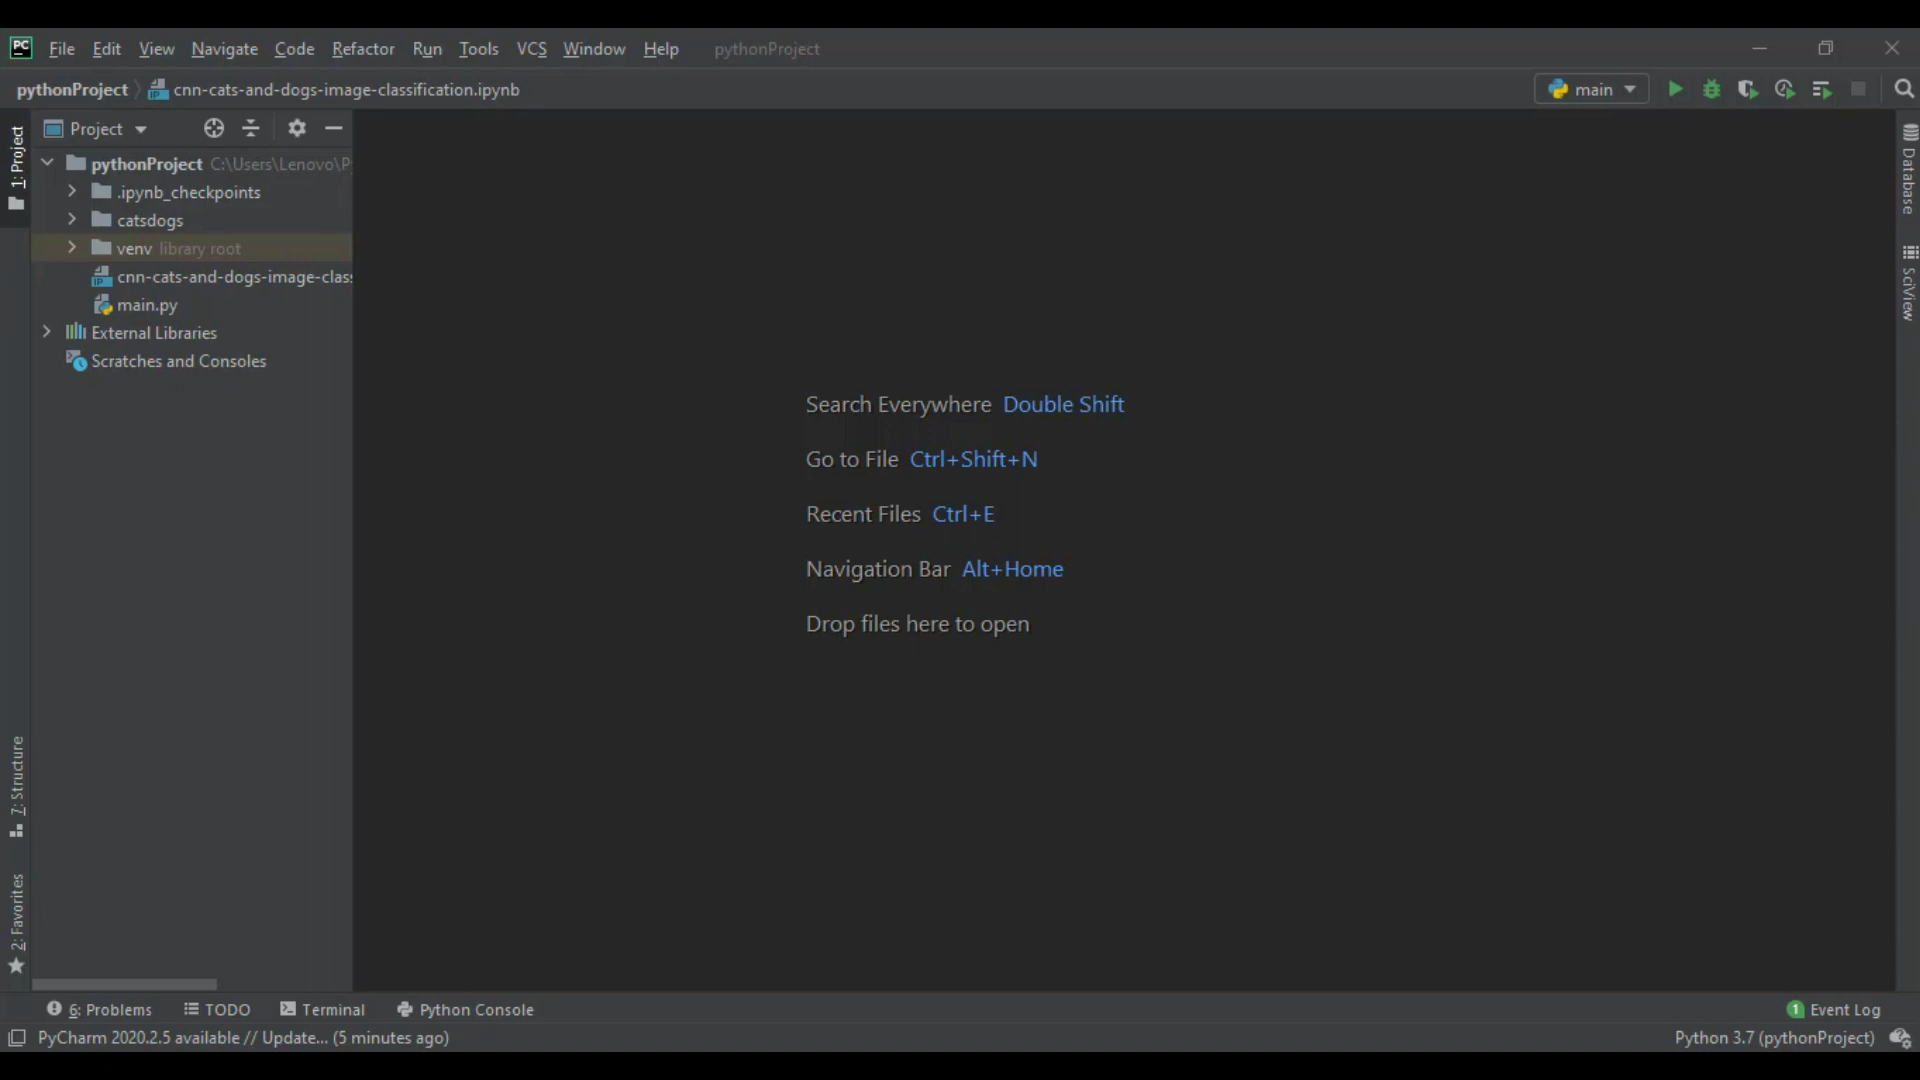 PC File Edit View Navigate Code Refactor Run Tools VCS Window Help pythonProject
pythonProject cnn-cats-and-dogs-image-classification.ipynb main
1: Project
Project
pythonProject C:\Users\Lenovo\P
.ipynb_checkpoints
catsdogs
venv library root
cnn-cats-and-dogs-image-clas
main.py
External Libraries
Scratches and Consoles
Search Everywhere Double Shift
Go to File Ctrl+Shift+N
Recent Files Ctrl+E
Navigation Bar Alt+Home
Drop files here to open
Database
SciView
7: Structure
2: Favorites
6: Problems TODO Terminal Python Console 1 Event Log
PyCharm 2020.2.5 available // Update... (5 minutes ago) Python 3.7 (pythonProject)